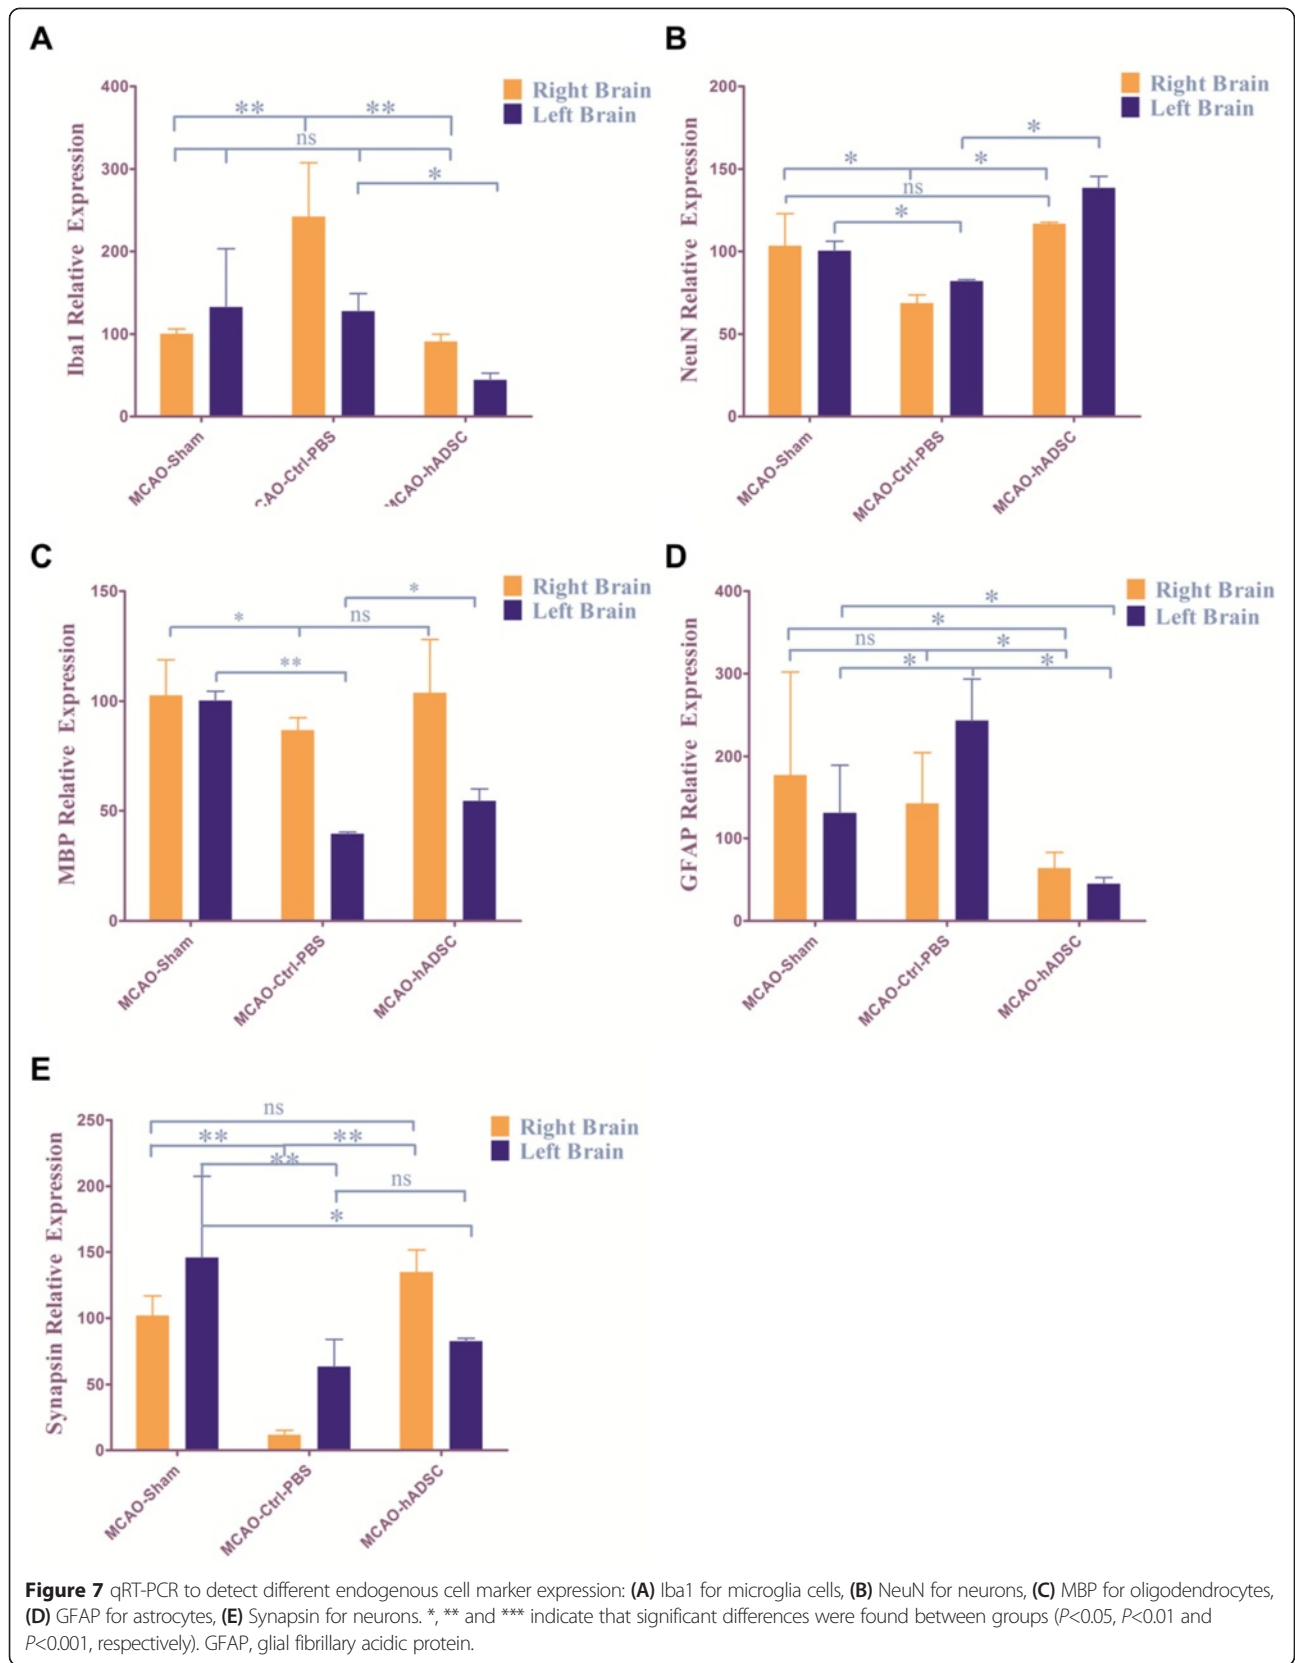 A
Iba1 Relative Expression
400
300
200
100
0
** **
ns
*
Right Brain
Left Brain
MCAO-Sham
CAO-Ctrl-PBS
MCAO-hADSC
B
NeuN Relative Expression
200
150
100
50
0
*
* *
ns
*
Right Brain
Left Brain
MCAO-Sham
MCAO-Ctrl-PBS
MCAO-hADSC
C
MBP Relative Expression
150
100
50
0
*
* ns
**
Right Brain
Left Brain
MCAO-Sham
MCAO-Ctrl-PBS
MCAO-hADSC
D
GFAP Relative Expression
400
300
200
100
0
*
*
ns *
* *
Right Brain
Left Brain
MCAO-Sham
MCAO-Ctrl-PBS
MCAO-hADSC
E
Synapsin Relative Expression
250
200
150
100
50
0
ns
** **
**
ns
*
Right Brain
Left Brain
MCAO-Sham
MCAO-Ctrl-PBS
MCAO-hADSC
Figure 7 qRT-PCR to detect different endogenous cell marker expression: (A) Iba1 for microglia cells, (B) NeuN for neurons, (C) MBP for oligodendrocytes,
(D) GFAP for astrocytes, (E) Synapsin for neurons. *, ** and *** indicate that significant differences were found between groups (P<0.05, P<0.01 and
P<0.001, respectively). GFAP, glial fibrillary acidic protein.